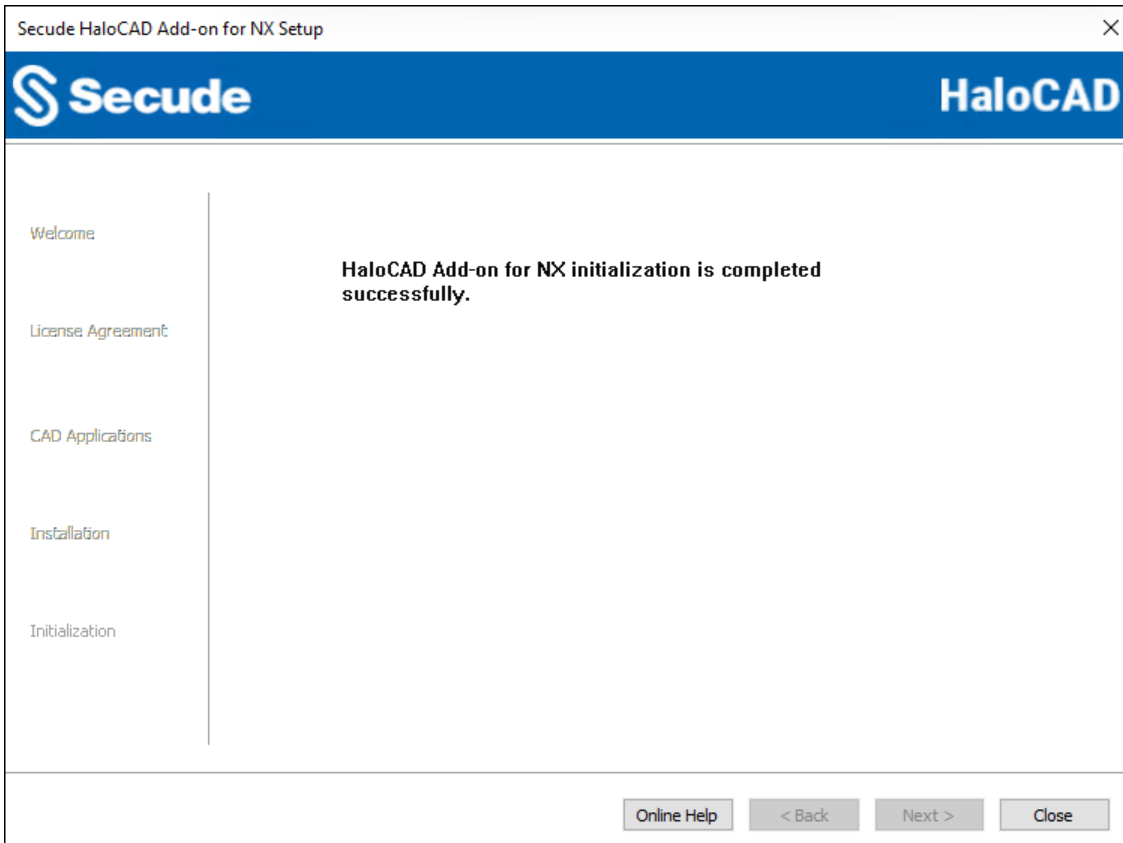 Secude HaloCAD Add-on for NX Setup
Secude
HaloCAD
Welcome
License Agreement
CAD Applications
Installation
Initialization
HaloCAD Add-on for NX initialization is completed
successfully.
Online Help
< Back
Next >
Close